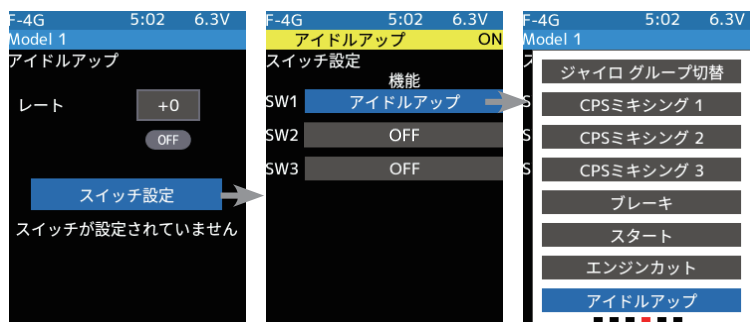 F-4G 5:02 6.3V
Model 1
アイドルアップ
レート +0
OFF
スイッチ設定
スイッチが設定されていません
F-4G 5:02 6.3V
アイドルアップ ON
スイッチ設定
機能
SW1 アイドルアップ
SW2 OFF
SW3 OFF
F-4G 5:02 6.3V
Model 1
ジャイロ グループ切替
CPSミキシング 1
CPSミキシング 2
CPSミキシング 3
ブレーキ
スタート
エンジンカット
アイドルアップ